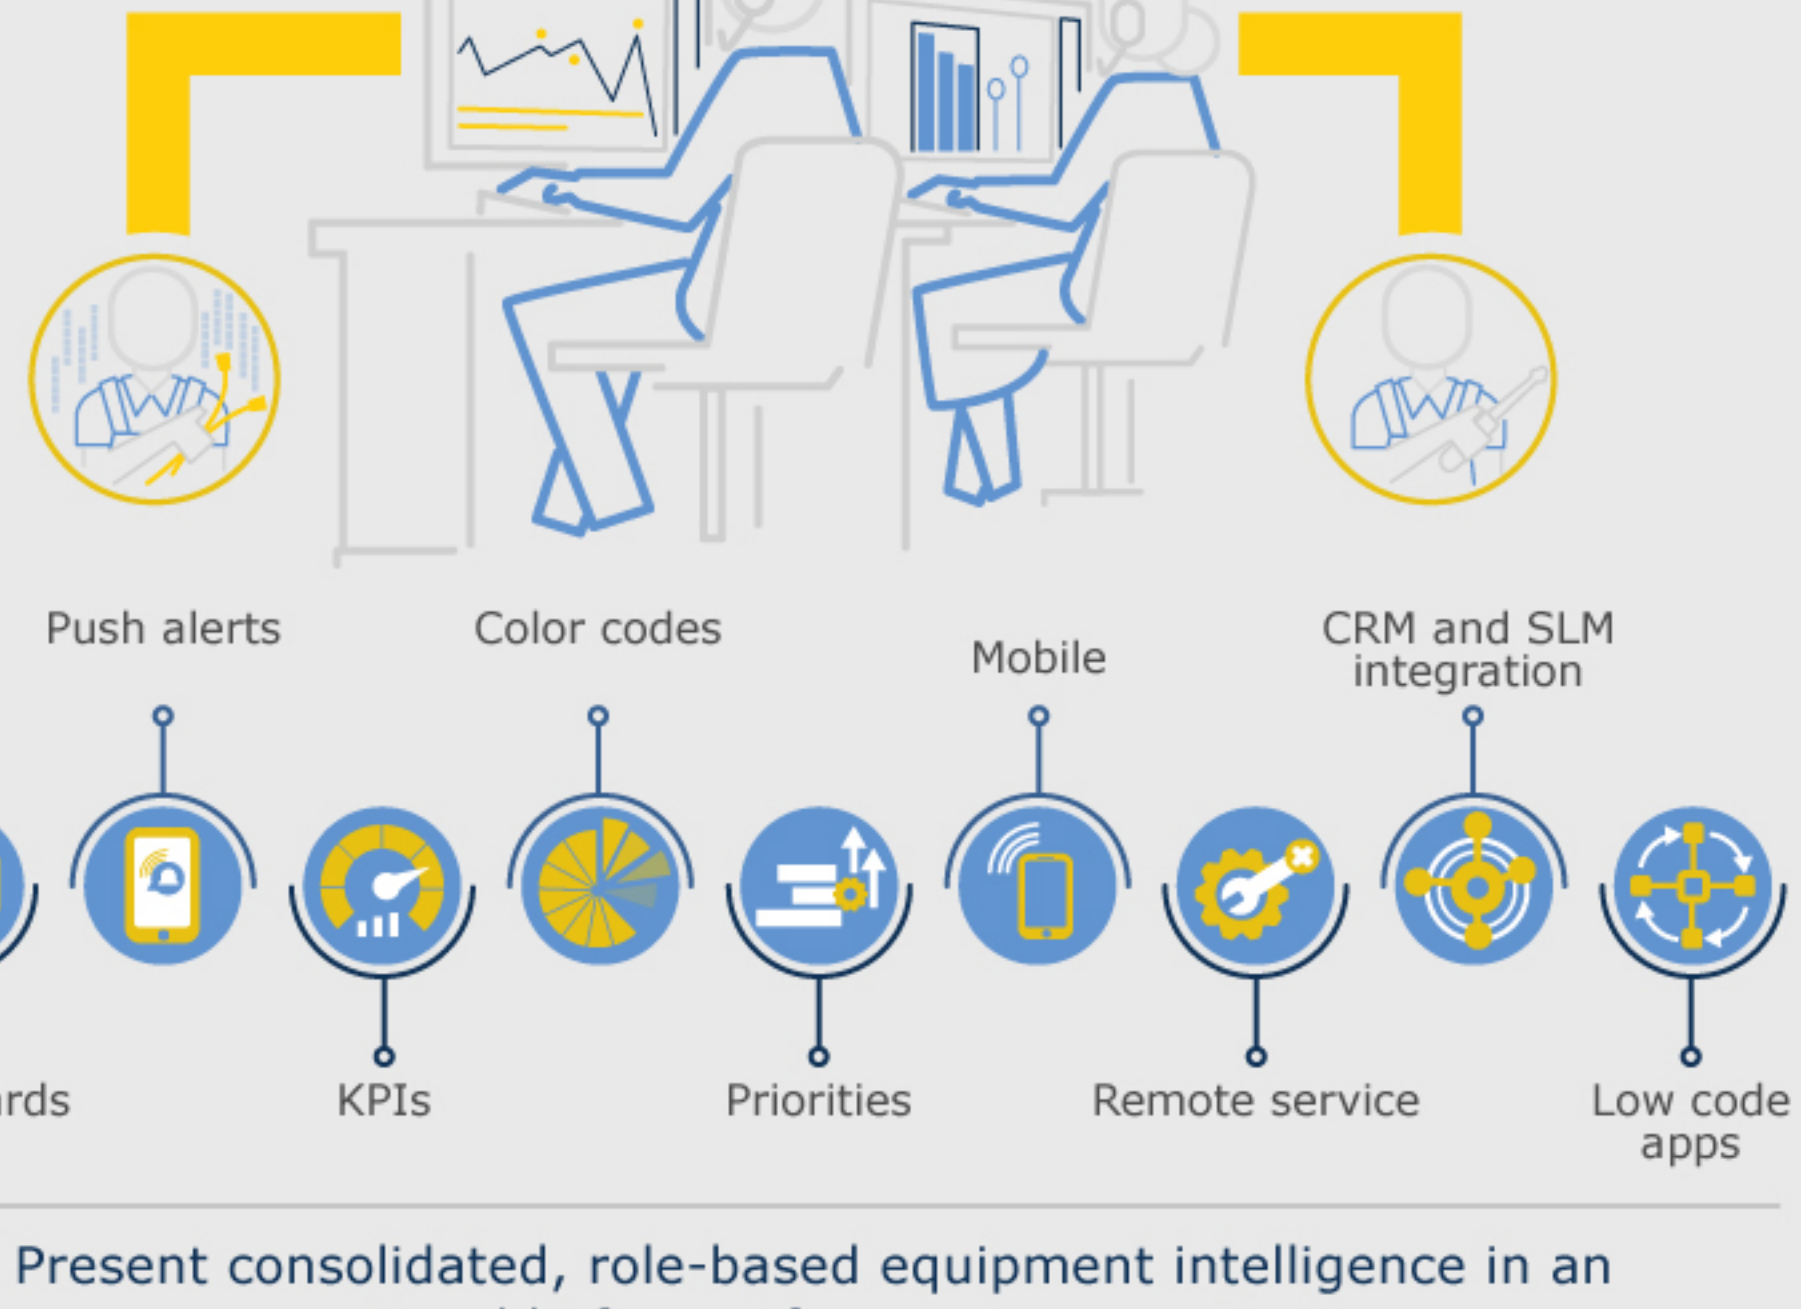 Push alerts
Color codes
Mobile
CRM and SLM
integration
KPIs
Priorities
Remote service
Low code
apps
Present consolidated, role-based equipment intelligence in an